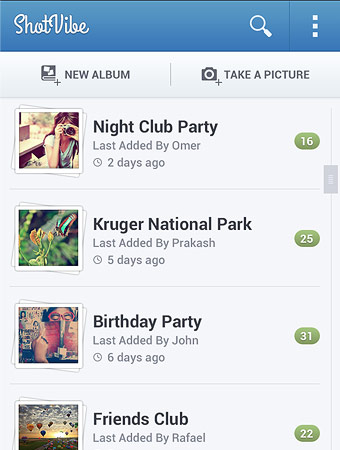 ShotVibe
NEW ALBUM
TAKE A PICTURE
Night Club Party
Last Added By Omer
2 days ago
16
Kruger National Park
Last Added By Prakash
5 days ago
25
Birthday Party
Last Added By John
6 days ago
31
Friends Club
Last Added By Rafael
22